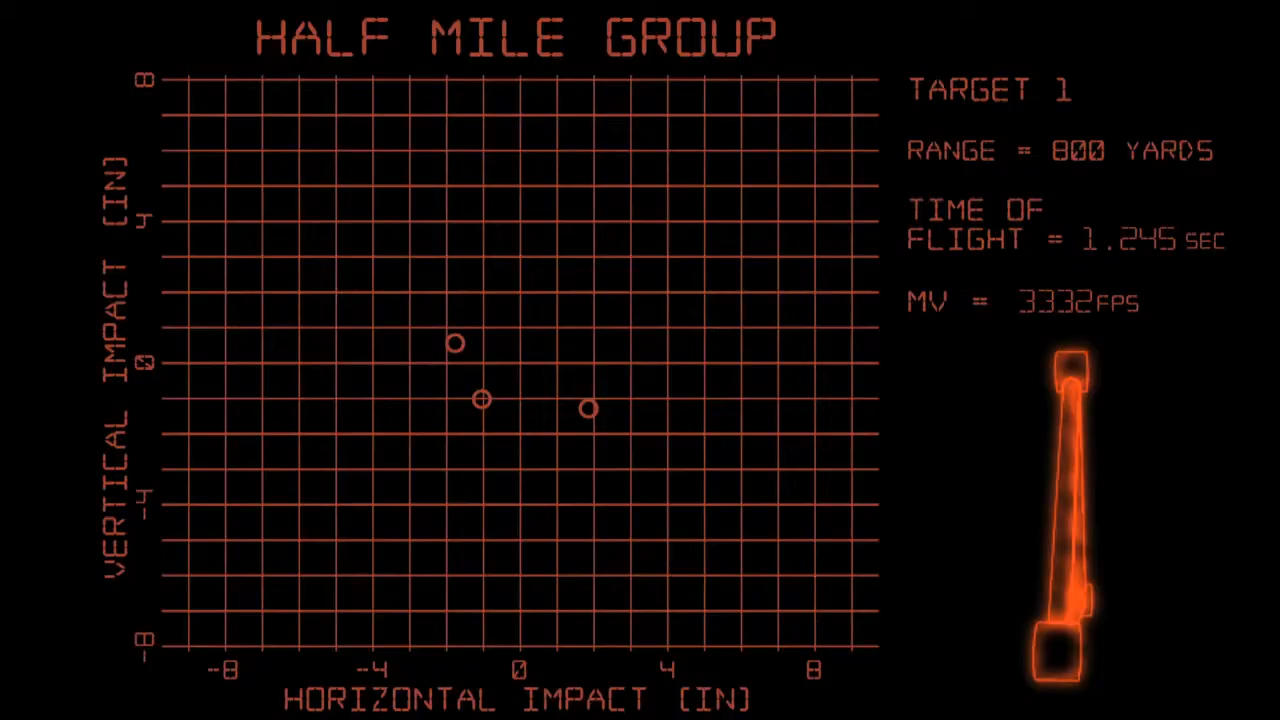 HALF MILE GROUP
8
4
0
-4
-8
VERTICAL IMPACT (IN)
-8 -4 0 4 8
HORIZONTAL IMPACT (IN)
TARGET 1
RANGE = 800 YARDS
TIME OF
FLIGHT = 1.245 SEC
MV = 3332FPS